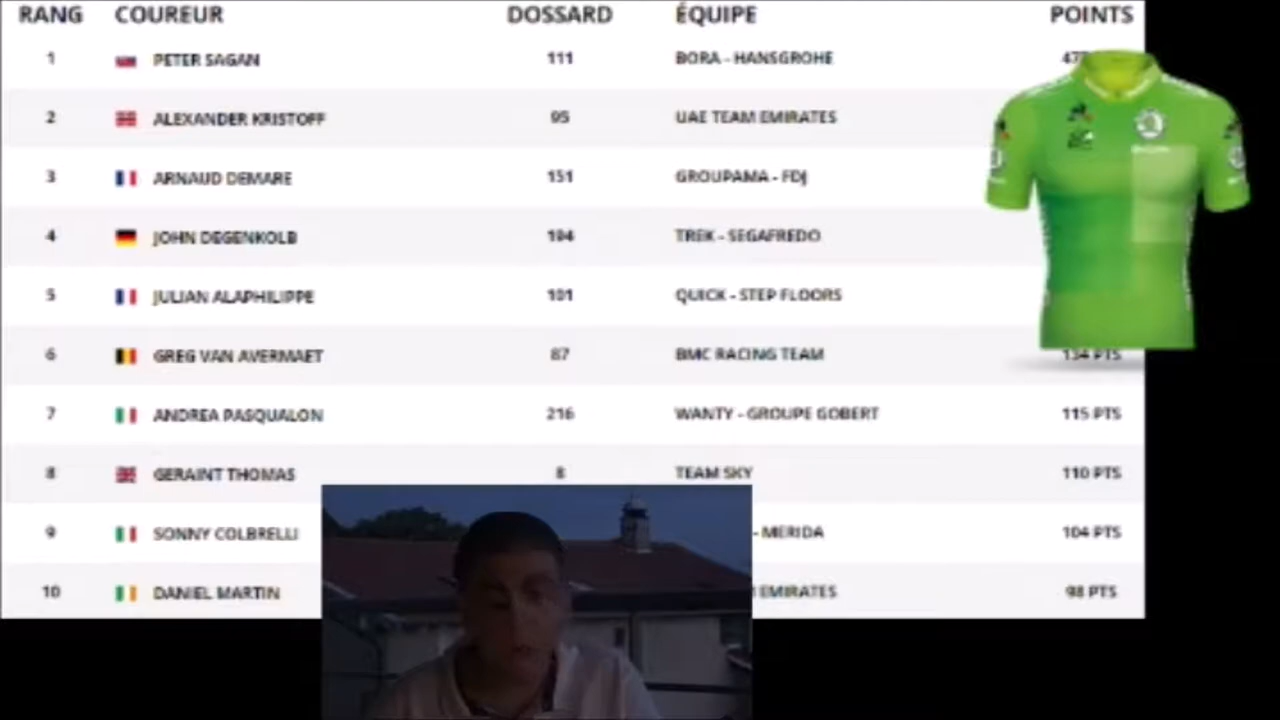 RANG COUREUR DOSSARD ÉQUIPE POINTS
1 PETER SAGAN 111 BORA - HANSGROHE
2 ALEXANDER KRISTOFF 95 UAE TEAM EMIRATES
3 ARNAUD DEMARE 151 GROUPAMA - FDJ
4 JOHN DEGENKOLB 194 TREK - SEGAFREDO
5 JULIAN ALAPHILIPPE 101 QUICK - STEP FLOORS
6 GREG VAN AVERMAET 87 BMC RACING TEAM 134 PTS
7 ANDREA PASQUALON 216 WANTY - GROUPE GOBERT 115 PTS
8 GERAINT THOMAS 8 TEAM SKY 110 PTS
9 SONNY COLBRELLI - MERIDA 104 PTS
10 DANIEL MARTIN EMIRATES 98 PTS